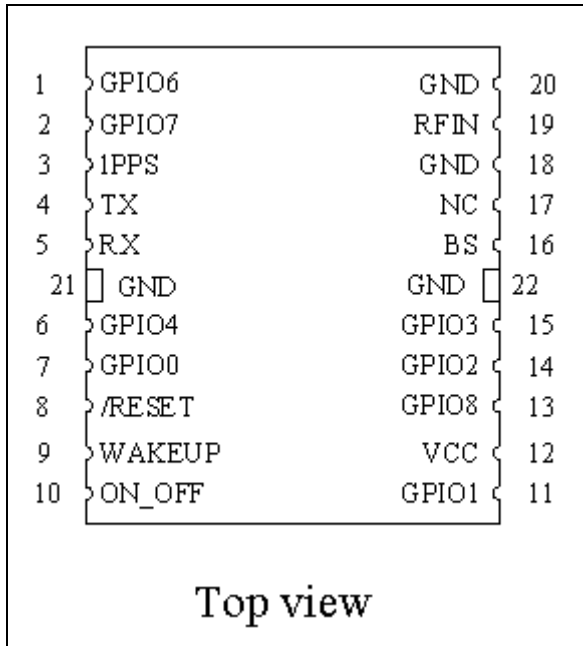 1 GPIO6 GND 20
2 GPIO7 RFIN 19
3 1PPS GND 18
4 TX NC 17
5 RX BS 16
21 GND GND 22
6 GPIO4 GPIO3 15
7 GPIO0 GPIO2 14
8 /RESET GPIO8 13
9 WAKEUP VCC 12
10 ON_OFF GPIO1 11
Top view